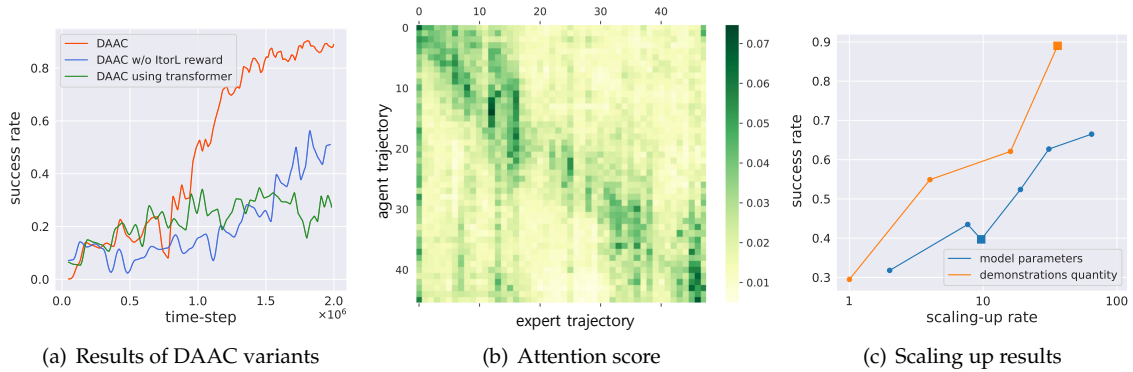 DAAC
DAAC w/o ItorL reward
DAAC using transformer
success rate
0.8
0.6
0.4
0.2
0.0
0.0 0.5 1.0 1.5 2.0
time-step
×10⁶
(a) Results of DAAC variants
0 10 20 30 40
agent trajectory
0
10
20
30
40
expert trajectory
0.07
0.06
0.05
0.04
0.03
0.02
0.01
(b) Attention score
success rate
0.9
0.8
0.7
0.6
0.5
0.4
0.3
model parameters
demonstrations quantity
1 10 100
scaling-up rate
(c) Scaling up results